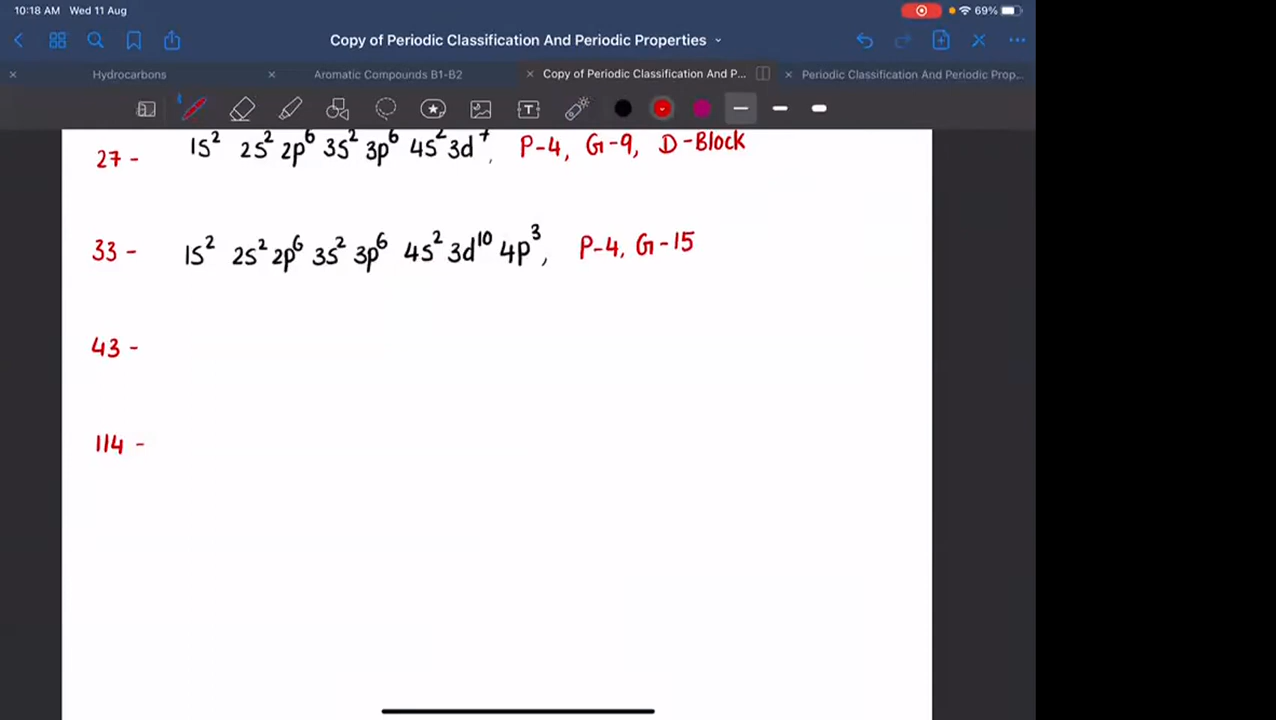 10:18 AM Wed 11 Aug 69%
Copy of Periodic Classification And Periodic Properties
Hydrocarbons Aromatic Compounds B1-B2 Copy of Periodic Classification And P... Periodic Classification And Periodic Prop...
27 - 1s² 2s² 2p⁶ 3s² 3p⁶ 4s² 3d⁷, P-4, G-9, D-Block
33 - 1s² 2s² 2p⁶ 3s² 3p⁶ 4s² 3d¹⁰ 4p³, P-4, G-15
43 -
114 -